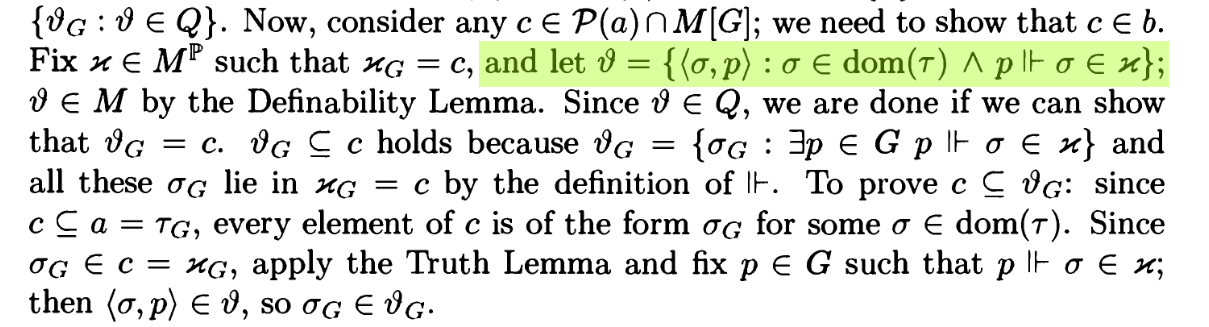 {ϑ_G : ϑ ∈ Q}. Now, consider any c ∈ 𝒫(a) ∩ M[G]; we need to show that c ∈ b.
Fix ϰ ∈ M^ℙ such that ϰ_G = c, and let ϑ = {⟨σ, p⟩ : σ ∈ dom(τ) ∧ p ⊩ σ ∈ ϰ};
ϑ ∈ M by the Definability Lemma. Since ϑ ∈ Q, we are done if we can show
that ϑ_G = c. ϑ_G ⊆ c holds because ϑ_G = {σ_G : ∃p ∈ G p ⊩ σ ∈ ϰ} and
all these σ_G lie in ϰ_G = c by the definition of ⊩. To prove c ⊆ ϑ_G: since
c ⊆ a = τ_G, every element of c is of the form σ_G for some σ ∈ dom(τ). Since
σ_G ∈ c = ϰ_G, apply the Truth Lemma and fix p ∈ G such that p ⊩ σ ∈ ϰ;
then ⟨σ, p⟩ ∈ ϑ, so σ_G ∈ ϑ_G.